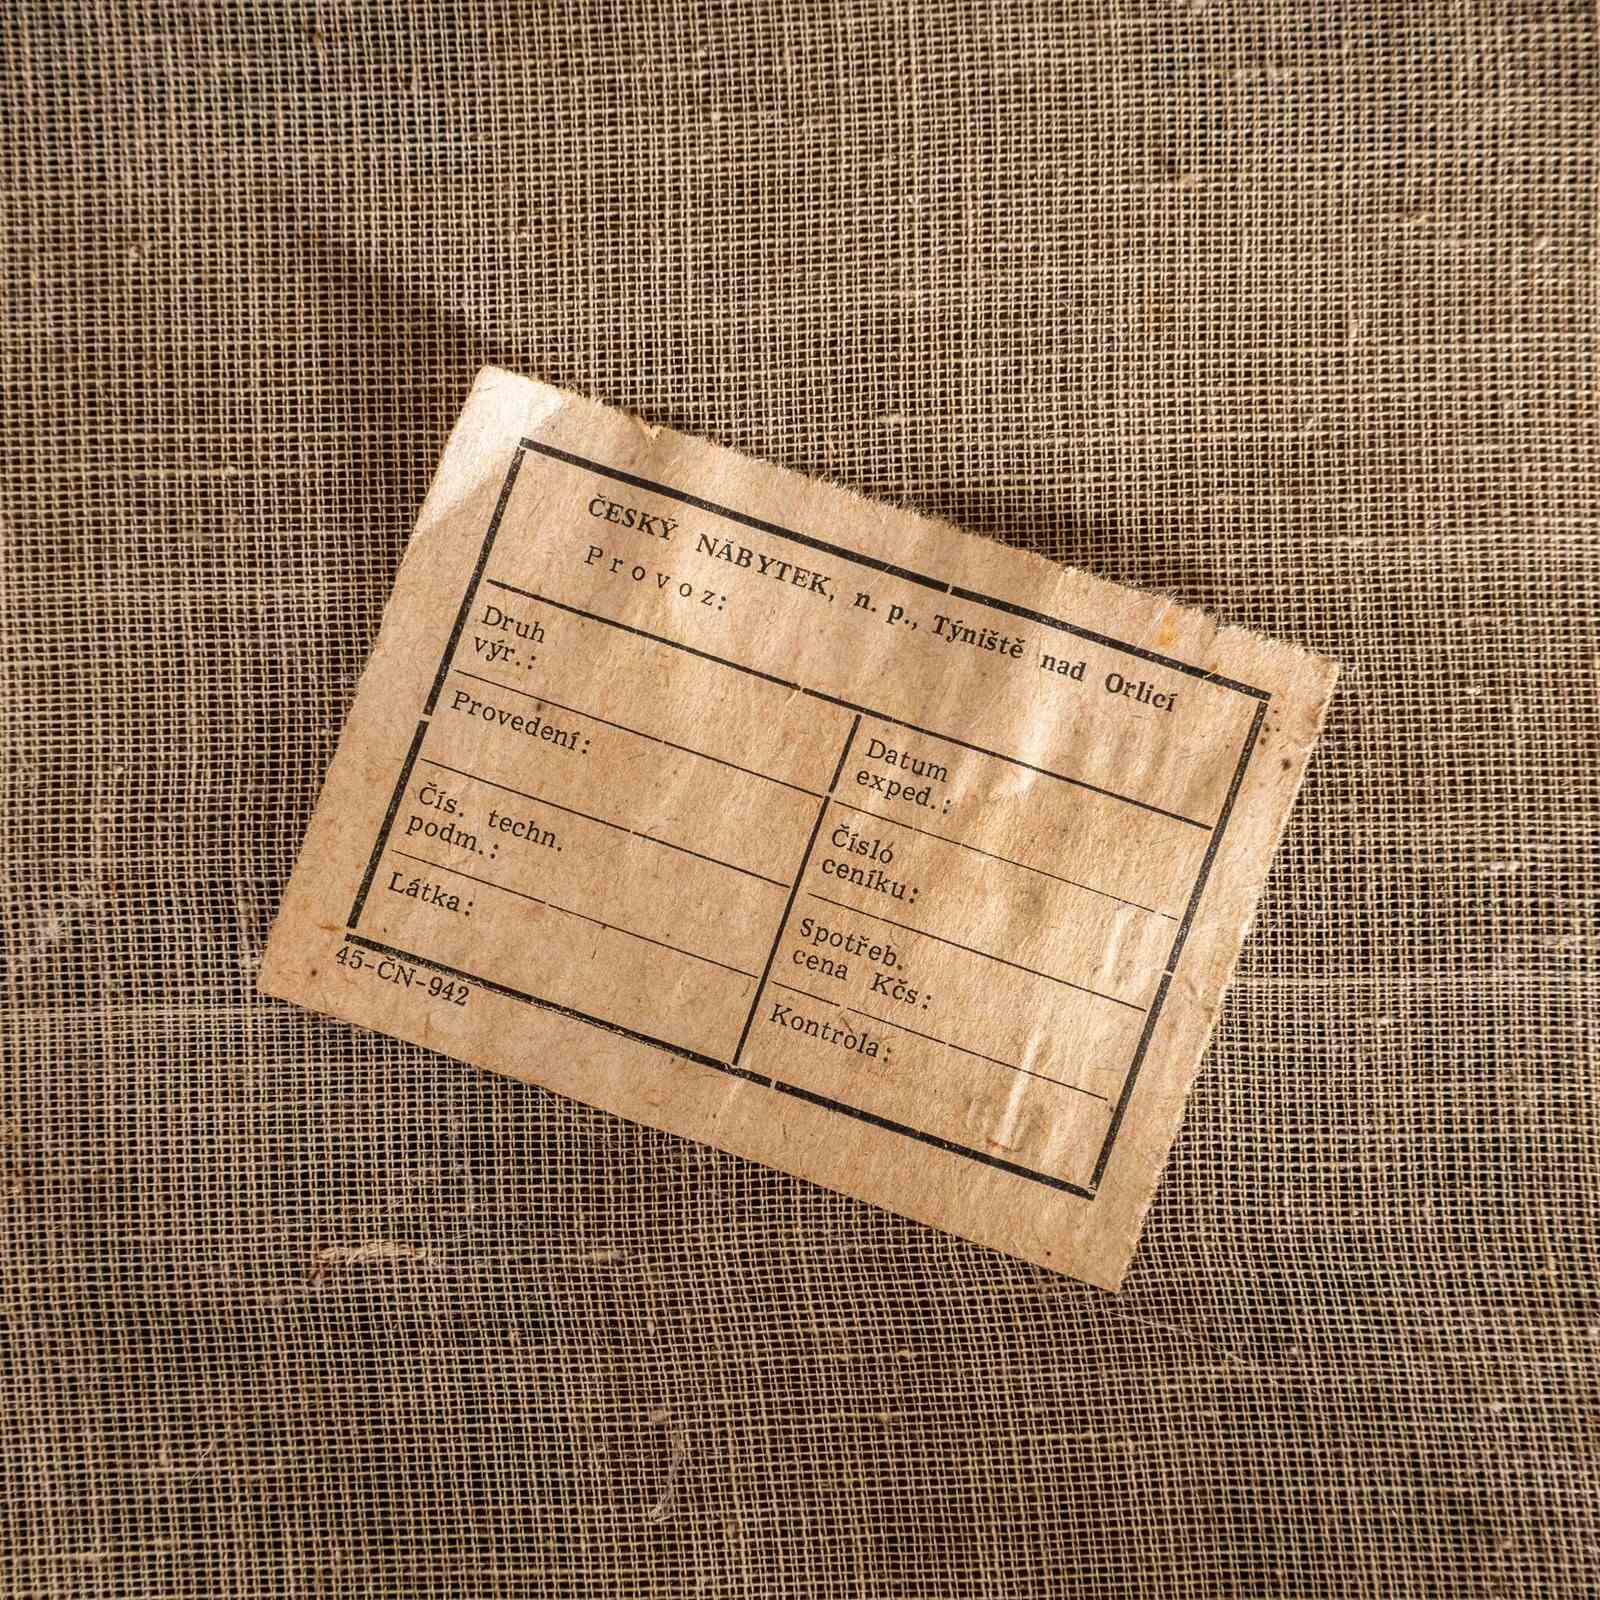 ČESKÝ NÁBYTEK, n. p., Týniště nad Orlicí
Provoz:
Druh
výr.:
Provedení:
Čís. techn.
podm.:
Látka:
Datum
exped.:
Číslo
ceníku:
Spotřeb.
cena Kčs:
Kontrola:
45-ČN-942